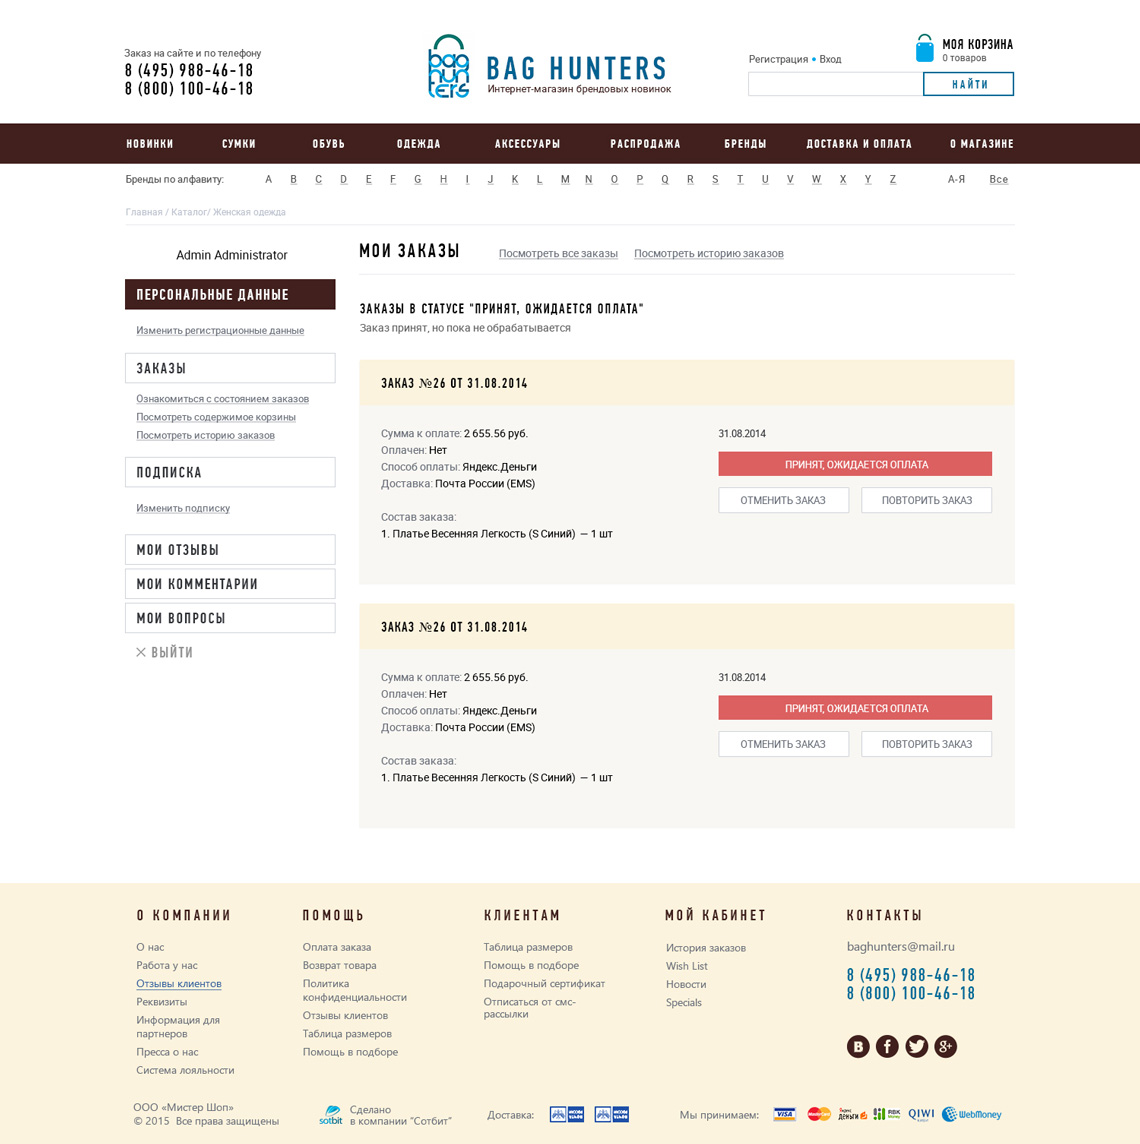 Заказ на сайте и по телефону
8 (495) 988-46-18
8 (800) 100-46-18
bag
hun
ters
BAG HUNTERS
Интернет-магазин брендовых новинок
Регистрация • Вход
МОЯ КОРЗИНА
0 товаров
НАЙТИ
НОВИНКИ СУМКИ ОБУВЬ ОДЕЖДА АКСЕССУАРЫ РАСПРОДАЖА БРЕНДЫ ДОСТАВКА И ОПЛАТА О МАГАЗИНЕ
Бренды по алфавиту: A B C D E F G H I J K L M N O P Q R S T U V W X Y Z А-Я Все
Главная / Каталог/ Женская одежда
Admin Administrator
ПЕРСОНАЛЬНЫЕ ДАННЫЕ
Изменить регистрационные данные
ЗАКАЗЫ
Ознакомиться с состоянием заказов
Посмотреть содержимое корзины
Посмотреть историю заказов
ПОДПИСКА
Изменить подписку
МОИ ОТЗЫВЫ
МОИ КОММЕНТАРИИ
МОИ ВОПРОСЫ
ВЫЙТИ
МОИ ЗАКАЗЫ Посмотреть все заказы Посмотреть историю заказов
ЗАКАЗЫ В СТАТУСЕ "ПРИНЯТ, ОЖИДАЕТСЯ ОПЛАТА"
Заказ принят, но пока не обрабатывается
ЗАКАЗ №26 ОТ 31.08.2014
Сумма к оплате: 2 655.56 руб.
Оплачен: Нет
Способ оплаты: Яндекс.Деньги
Доставка: Почта России (EMS)
Состав заказа:
1. Платье Весенняя Легкость (S Синий) — 1 шт
31.08.2014
ПРИНЯТ, ОЖИДАЕТСЯ ОПЛАТА
ОТМЕНИТЬ ЗАКАЗ ПОВТОРИТЬ ЗАКАЗ
ЗАКАЗ №26 ОТ 31.08.2014
Сумма к оплате: 2 655.56 руб.
Оплачен: Нет
Способ оплаты: Яндекс.Деньги
Доставка: Почта России (EMS)
Состав заказа:
1. Платье Весенняя Легкость (S Синий) — 1 шт
31.08.2014
ПРИНЯТ, ОЖИДАЕТСЯ ОПЛАТА
ОТМЕНИТЬ ЗАКАЗ ПОВТОРИТЬ ЗАКАЗ
О КОМПАНИИ
О нас
Работа у нас
Отзывы клиентов
Реквизиты
Информация для
партнеров
Пресса о нас
Система лояльности
ПОМОЩЬ
Оплата заказа
Возврат товара
Политика
конфиденциальности
Отзывы клиентов
Таблица размеров
Помощь в подборе
КЛИЕНТАМ
Таблица размеров
Помощь в подборе
Подарочный сертификат
Отписаться от смс-
рассылки
МОЙ КАБИНЕТ
История заказов
Wish List
Новости
Specials
КОНТАКТЫ
baghunters@mail.ru
8 (495) 988-46-18
8 (800) 100-46-18
ООО «Мистер Шоп»
© 2015 Все права защищены
sotbit
Сделано
в компании "Сотбит"
Доставка:
Мы принимаем:
VISA
MasterCard
Яндекс
деньги
RBK
Money
QIWI
WebMoney